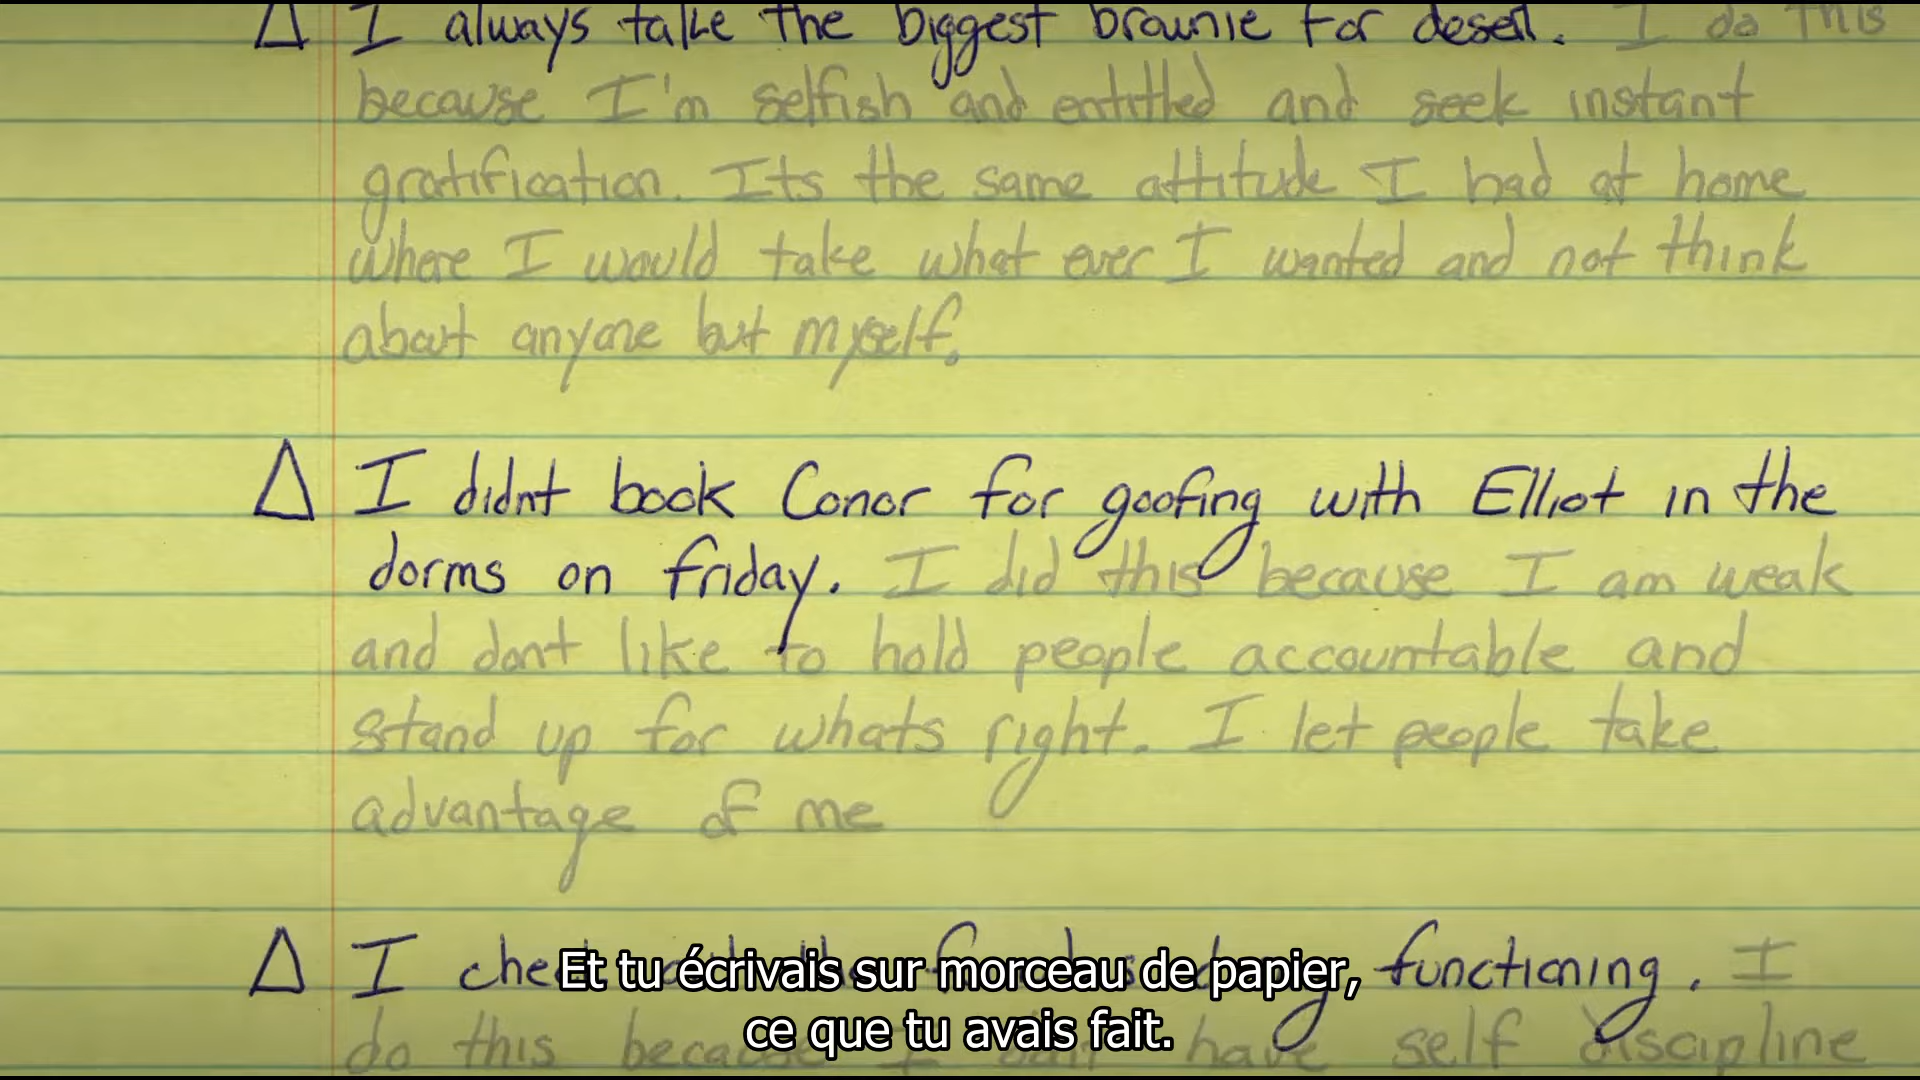 Δ I always take the biggest brownie for desert. I do this
because I'm selfish and entitled and seek instant
gratification. Its the same attitude I had at home
where I would take what ever I wanted and not think
about anyone but myself.
Δ I didnt book Conor for goofing with Elliot in the
dorms on friday. I did this because I am weak
and dont like to hold people accountable and
stand up for whats right. I let people take
advantage of me
Δ I functioning. I
do this because I have self discipline
Et tu écrivais sur morceau de papier,
ce que tu avais fait.